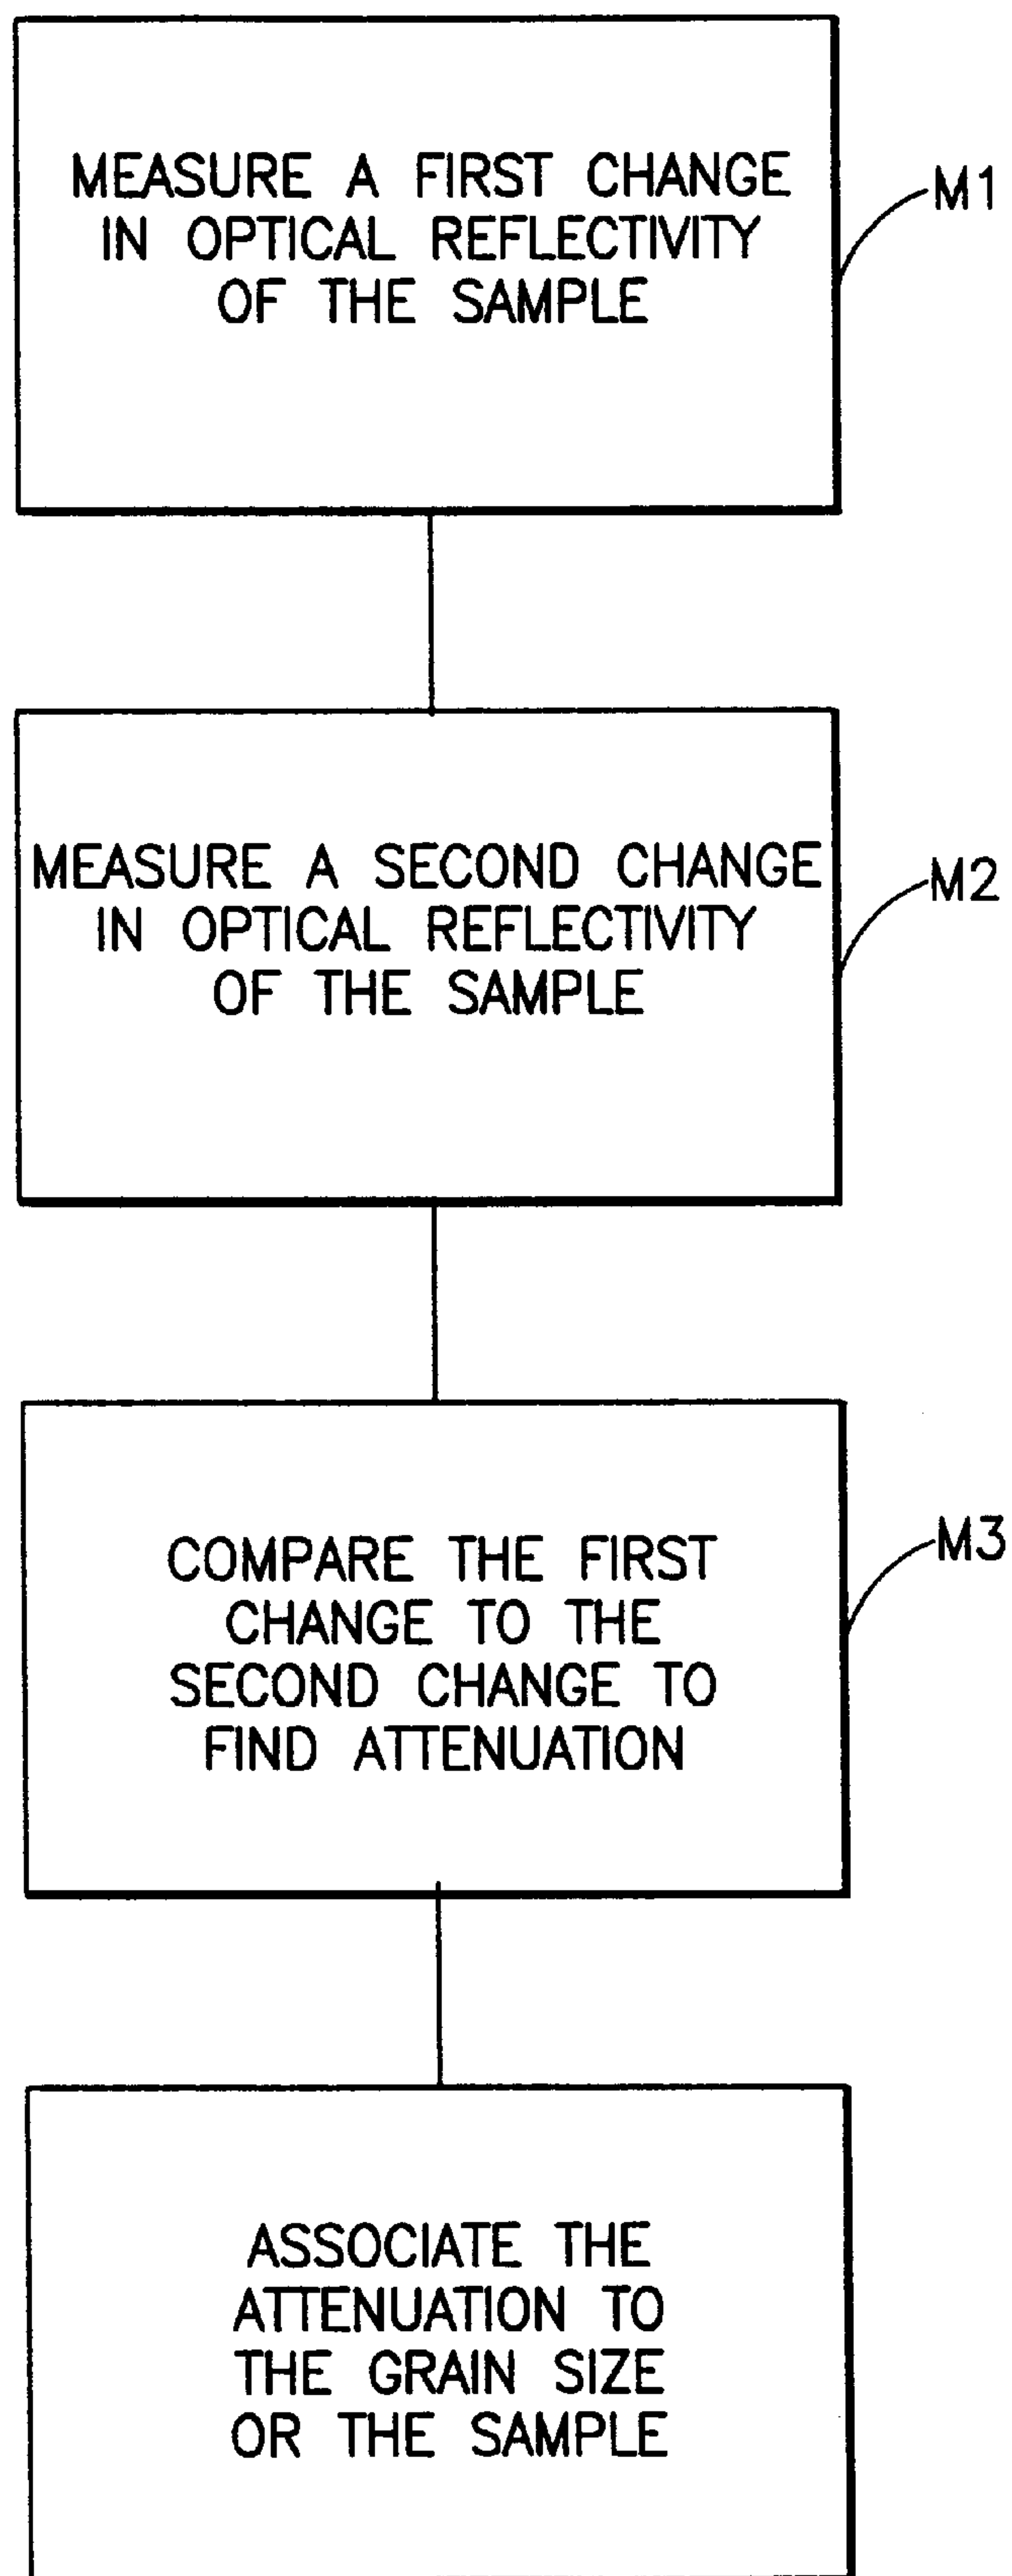 MEASURE A FIRST CHANGE
IN OPTICAL REFLECTIVITY
OF THE SAMPLE
M1
MEASURE A SECOND CHANGE
IN OPTICAL REFLECTIVITY
OF THE SAMPLE
M2
COMPARE THE FIRST
CHANGE TO THE
SECOND CHANGE TO
FIND ATTENUATION
M3
ASSOCIATE THE
ATTENUATION TO
THE GRAIN SIZE
OR THE SAMPLE